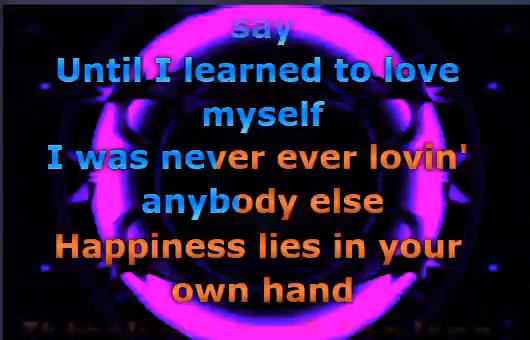 say
Until I learned to love
myself
I was never ever lovin'
anybody else
Happiness lies in your
own hand